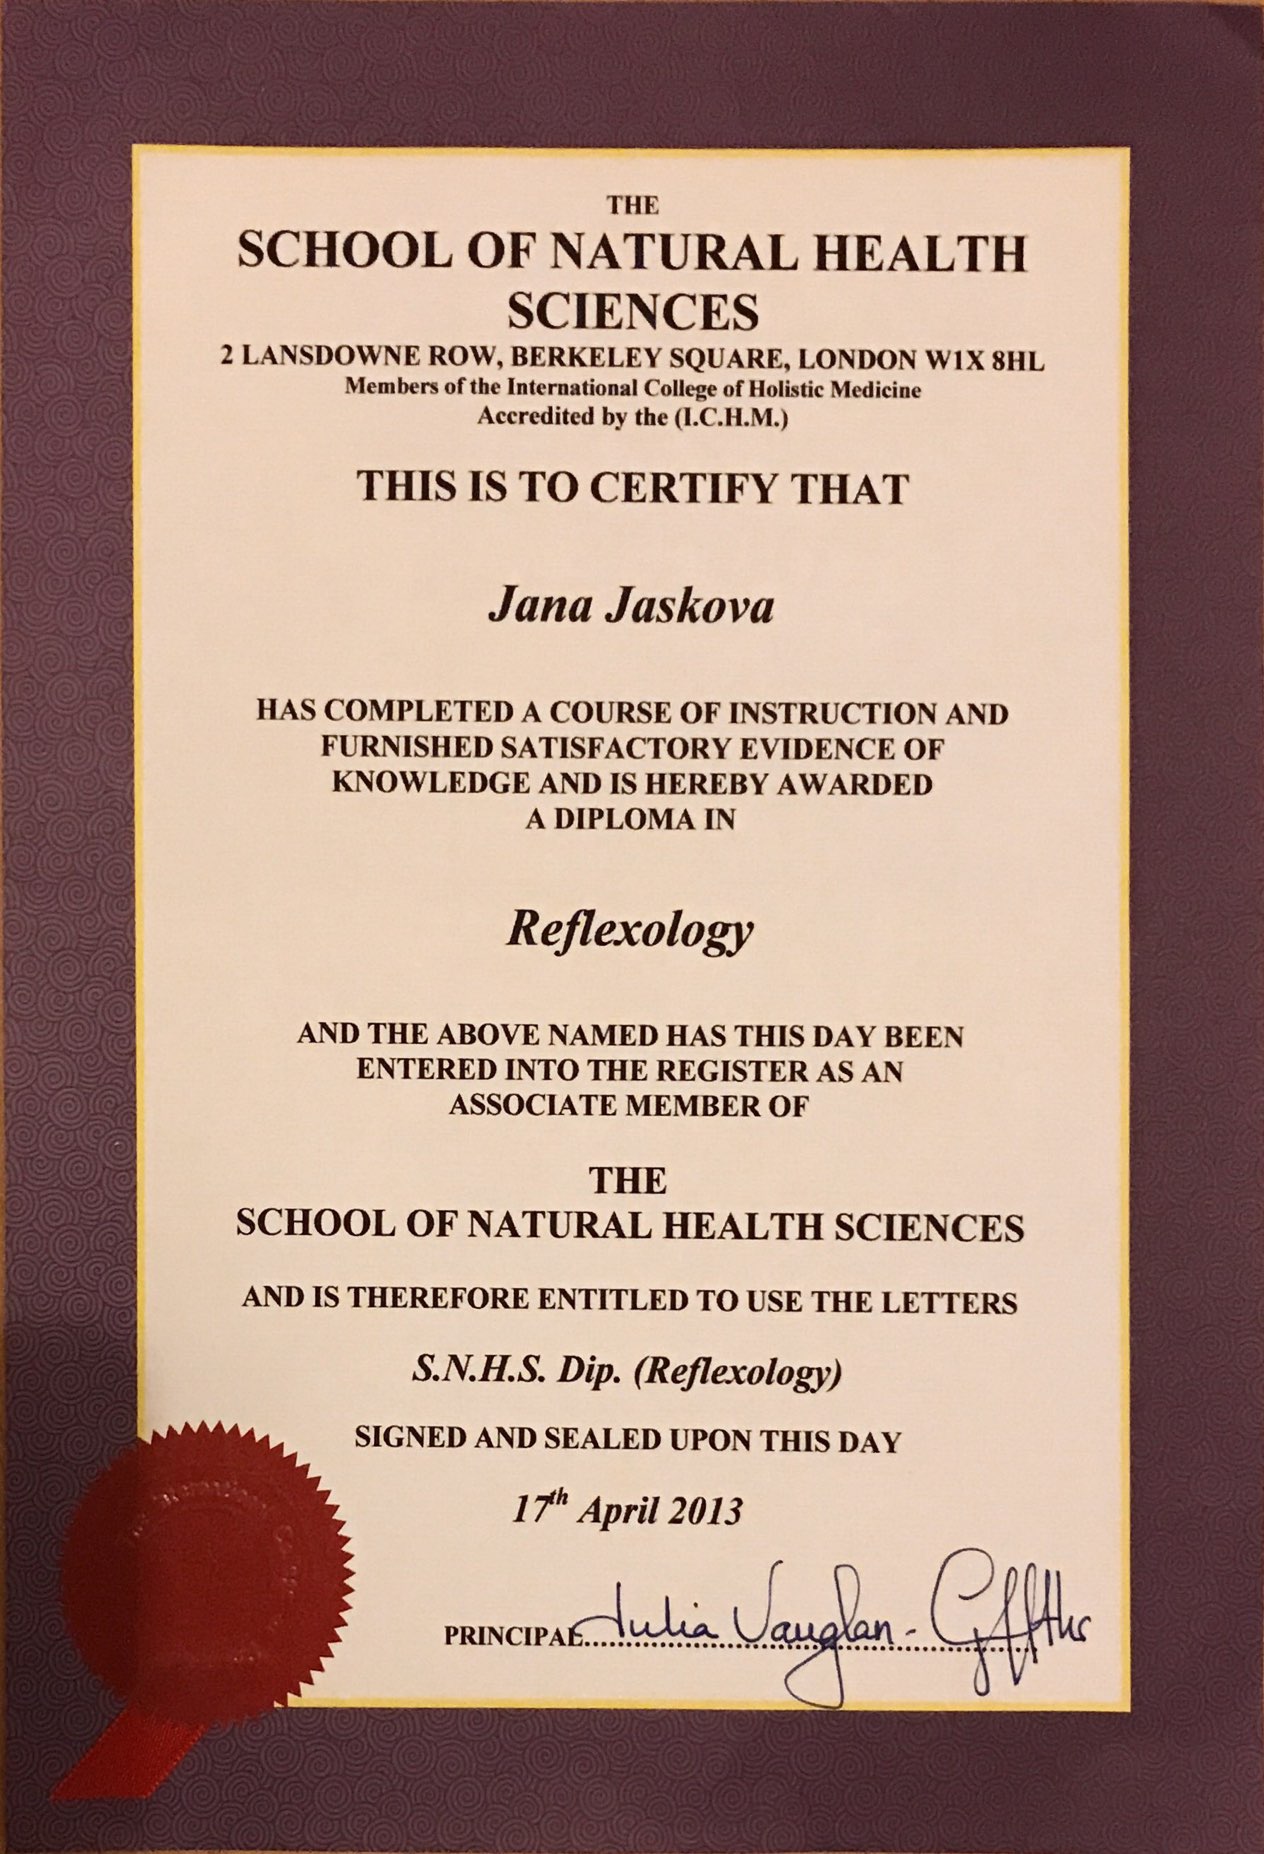 THE
SCHOOL OF NATURAL HEALTH
SCIENCES
2 LANSDOWNE ROW, BERKELEY SQUARE, LONDON W1X 8HL
Members of the International College of Holistic Medicine
Accredited by the (I.C.H.M.)
THIS IS TO CERTIFY THAT
Jana Jaskova
HAS COMPLETED A COURSE OF INSTRUCTION AND
FURNISHED SATISFACTORY EVIDENCE OF
KNOWLEDGE AND IS HEREBY AWARDED
A DIPLOMA IN
Reflexology
AND THE ABOVE NAMED HAS THIS DAY BEEN
ENTERED INTO THE REGISTER AS AN
ASSOCIATE MEMBER OF
THE
SCHOOL OF NATURAL HEALTH SCIENCES
AND IS THEREFORE ENTITLED TO USE THE LETTERS
S.N.H.S. Dip. (Reflexology)
SIGNED AND SEALED UPON THIS DAY
17th April 2013
PRINCIPAL Julia Vaughan-